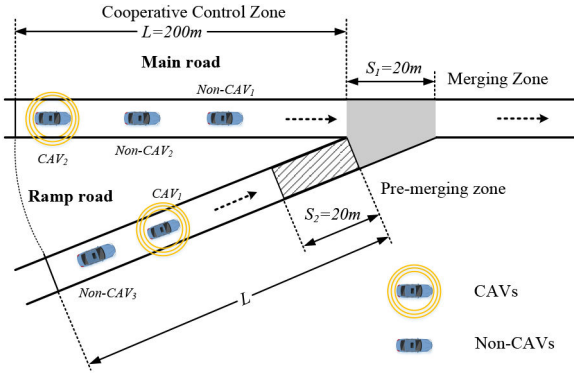 Cooperative Control Zone
L=200m
Main road
S₁=20m
Merging Zone
Non-CAV₁
CAV₂
Non-CAV₂
Ramp road
CAV₁
Pre-merging zone
S₂=20m
Non-CAV₃
L
CAVs
Non-CAVs